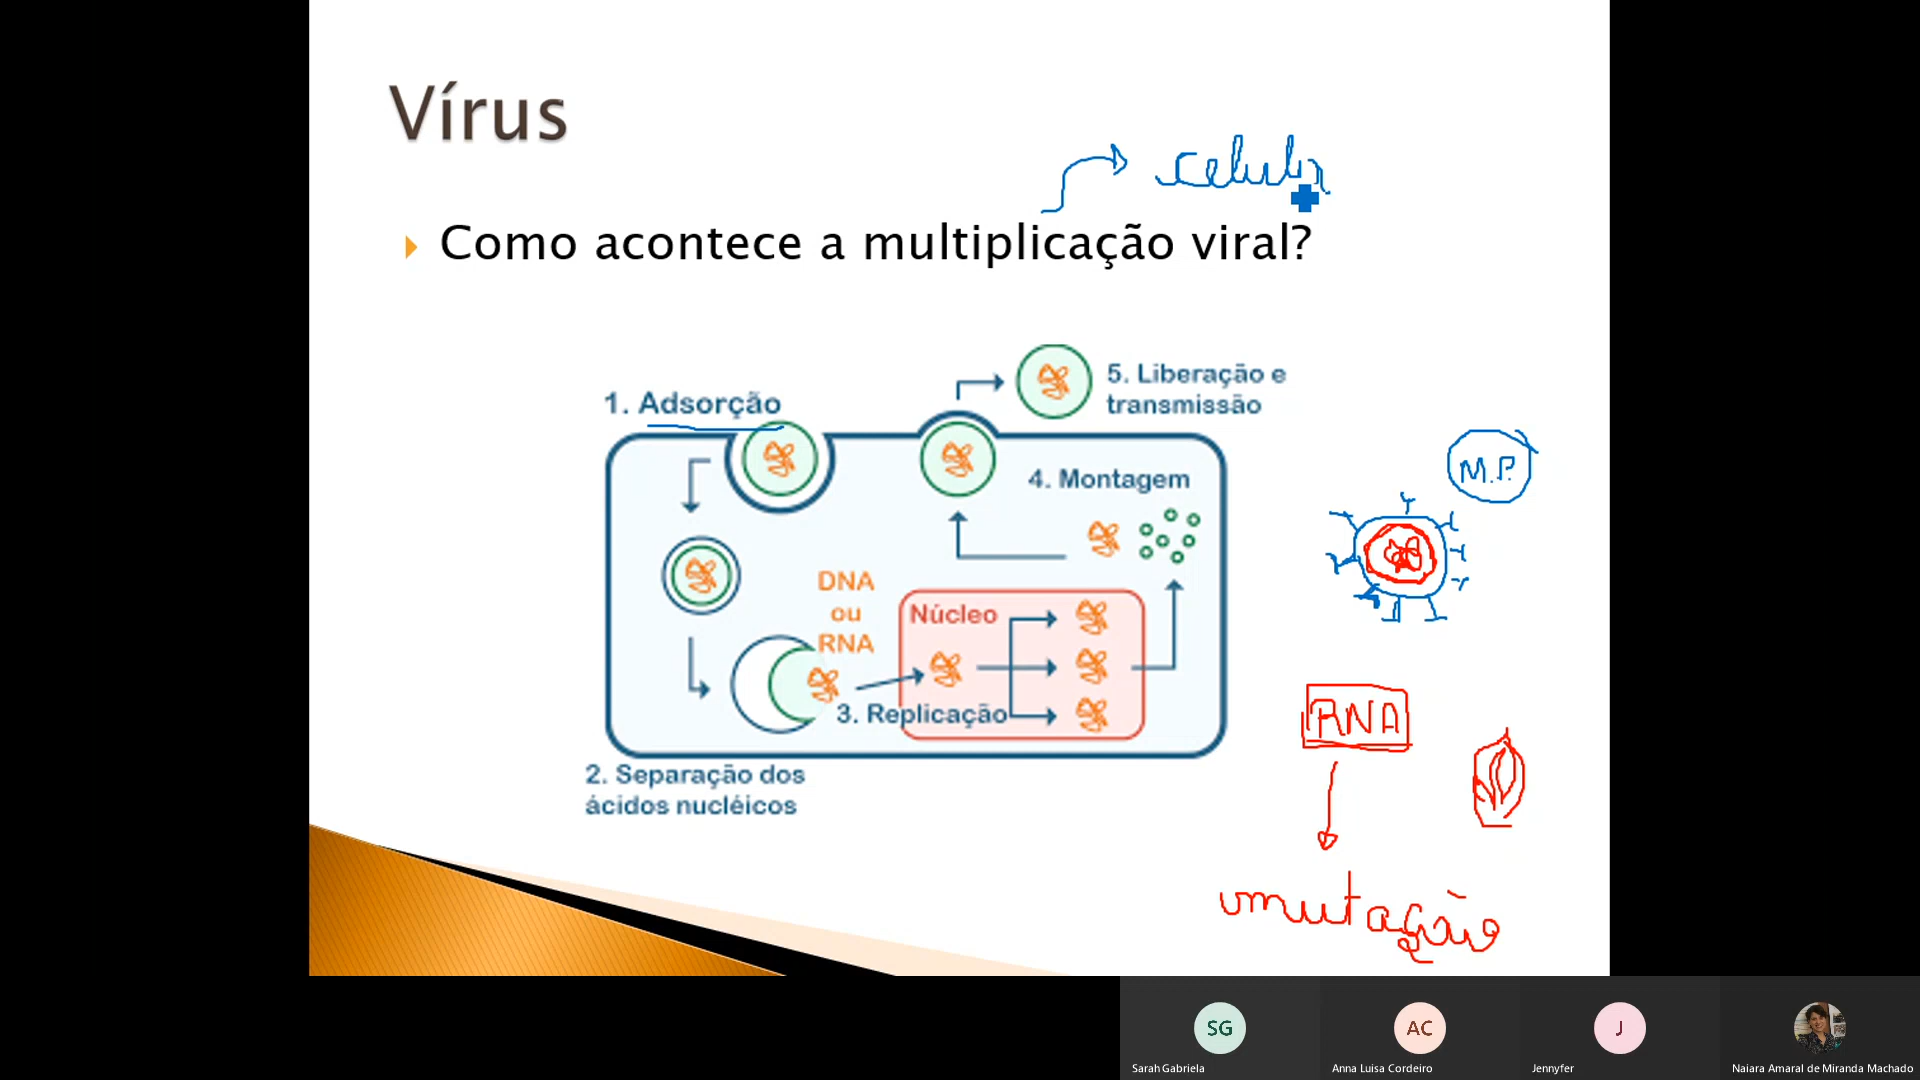 Vírus
celula
Como acontece a multiplicação viral?
1. Adsorção
5. Liberação e
transmissão
4. Montagem
M.P.
DNA
ou
RNA
Núcleo
3. Replicação
RNA
2. Separação dos
ácidos nucléicos
mutação
SG
AC
J
Sarah Gabriela
Anna Luisa Cordeiro
Jennyfer
Naiara Amaral de Miranda Machado